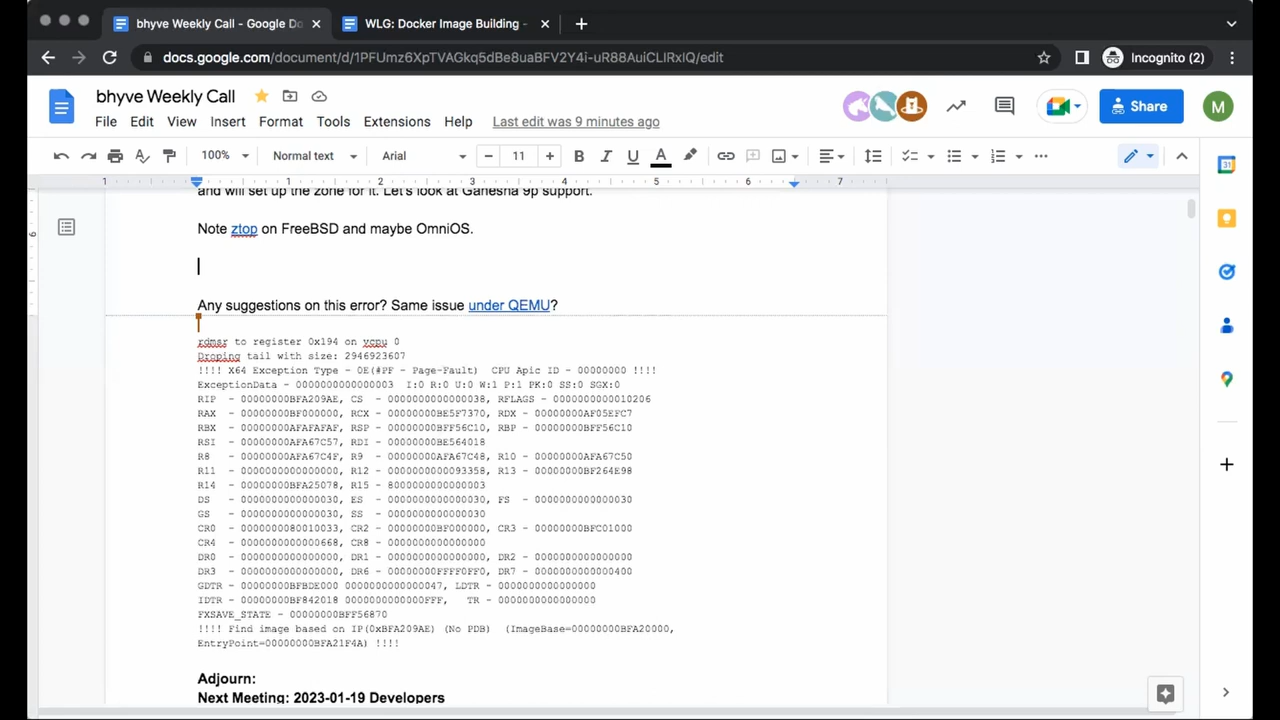 bhyve Weekly Call - Google Do
WLG: Docker Image Building -
docs.google.com/document/d/1PFUmz6XpTVAGkq5dBe8uaBFV2Y4i-uR88AuiCLIRxIQ/edit
Incognito (2)
bhyve Weekly Call
File Edit View Insert Format Tools Extensions Help Last edit was 9 minutes ago
Share
M
100% Normal text Arial 11 B I U A
1 1 2 3 4 5 6 7
31
9
and will set up the zone for it. Let's look at Ganesha 9p support.
Note ztop on FreeBSD and maybe OmniOS.
Any suggestions on this error? Same issue under QEMU?
rdmsr to register 0x194 on vcpu 0
Droping tail with size: 2946923607
!!!! X64 Exception Type - 0E(#PF - Page-Fault)  CPU Apic ID - 00000000 !!!!
ExceptionData - 0000000000000003  I:0 R:0 U:0 W:1 P:1 PK:0 SS:0 SGX:0
RIP  - 00000000BFA209AE, CS  - 0000000000000038, RFLAGS - 0000000000010206
RAX  - 00000000BF000000, RCX - 00000000BE5F7370, RDX - 00000000AF05EFC7
RBX  - 00000000AFAFAFAF, RSP - 00000000BFF56C10, RBP - 00000000BFF56C10
RSI  - 00000000AFA67C57, RDI - 00000000BE564018
R8   - 00000000AFA67C4F, R9  - 00000000AFA67C48, R10 - 00000000AFA67C50
R11  - 0000000000000000, R12 - 0000000000093358, R13 - 00000000BF264E98
R14  - 00000000BFA25078, R15 - 8000000000000003
DS   - 0000000000000030, ES  - 0000000000000030, FS  - 0000000000000030
GS   - 0000000000000030, SS  - 0000000000000030
CR0  - 0000000080010033, CR2 - 00000000BF000000, CR3 - 00000000BFC01000
CR4  - 0000000000000668, CR8 - 0000000000000000
DR0  - 0000000000000000, DR1 - 0000000000000000, DR2 - 0000000000000000
DR3  - 0000000000000000, DR6 - 00000000FFFF0FF0, DR7 - 0000000000000400
GDTR - 00000000BFBDE000 0000000000000047, LDTR - 0000000000000000
IDTR - 00000000BF842018 0000000000000FFF,   TR - 0000000000000000
FXSAVE_STATE - 00000000BFF56870
!!!! Find image based on IP(0xBFA209AE) (No PDB)  (ImageBase=00000000BFA20000,
EntryPoint=00000000BFA21F4A) !!!!
Adjourn:
Next Meeting: 2023-01-19 Developers